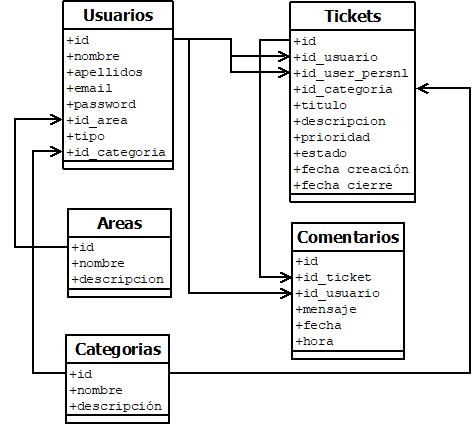 Usuarios
+id
+nombre
+apellidos
+email
+password
+id_area
+tipo
+id_categoria
Tickets
+id
+id_usuario
+id_user_persnl
+id_categoria
+titulo
+descripcion
+prioridad
+estado
+fecha creación
+fecha cierre
Areas
+id
+nombre
+descripcion
Comentarios
+id
+id_ticket
+id_usuario
+mensaje
+fecha
+hora
Categorias
+id
+nombre
+descripción